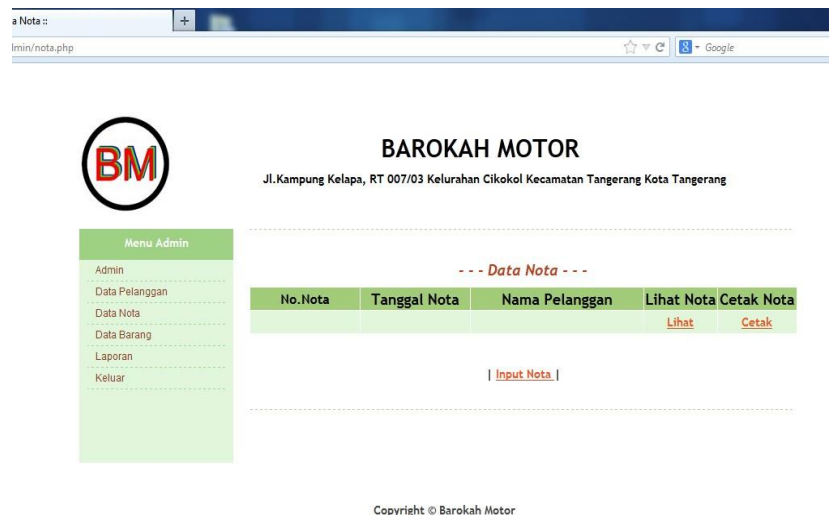 a Nota ::
+
lmin/nota.php
8 Google
BM
BAROKAH MOTOR
Jl.Kampung Kelapa, RT 007/03 Kelurahan Cikokol Kecamatan Tangerang Kota Tangerang
Menu Admin
Admin
Data Pelanggan
Data Nota
Data Barang
Laporan
Keluar
- - - Data Nota - - -
No.Nota Tanggal Nota Nama Pelanggan Lihat Nota Cetak Nota
Lihat Cetak
| Input Nota |
Copyright © Barokah Motor